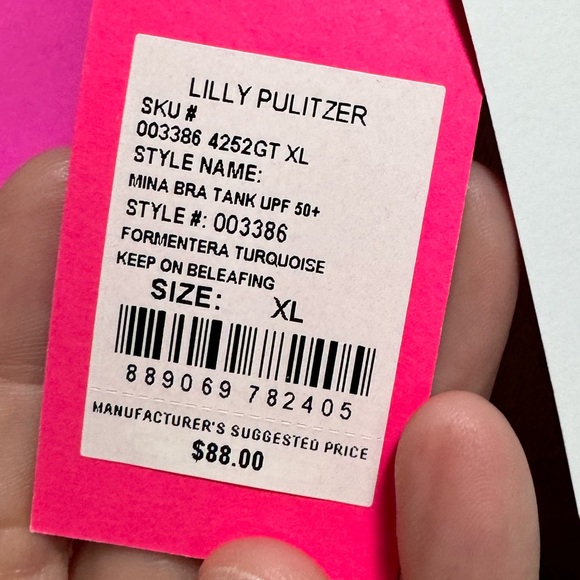 LILLY PULITZER
SKU #
003386 4252GT XL
STYLE NAME:
MINA BRA TANK UPF 50+
STYLE #: 003386
FORMENTERA TURQUOISE
KEEP ON BELEAFING
SIZE: XL
889069 782405
MANUFACTURER'S SUGGESTED PRICE
$88.00